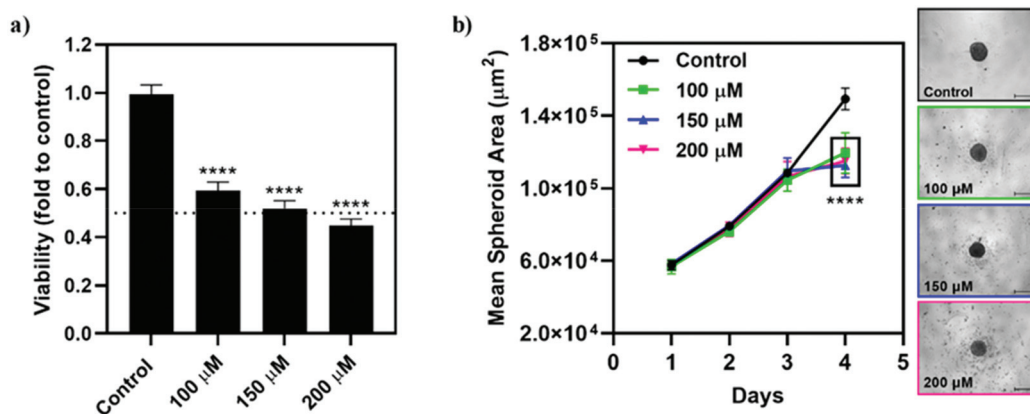 a)
Viability (fold to control)
1.2
1.0
0.8
0.6
0.4
0.2
0.0
****
****
****
Control
100 μM
150 μM
200 μM
b)
Mean Spheroid Area (μm²)
1.8×10⁵
1.4×10⁵
1.0×10⁵
6.0×10⁴
2.0×10⁴
Control
100 μM
150 μM
200 μM
****
0
1
2
3
4
5
Days
Control
100 μM
150 μM
200 μM